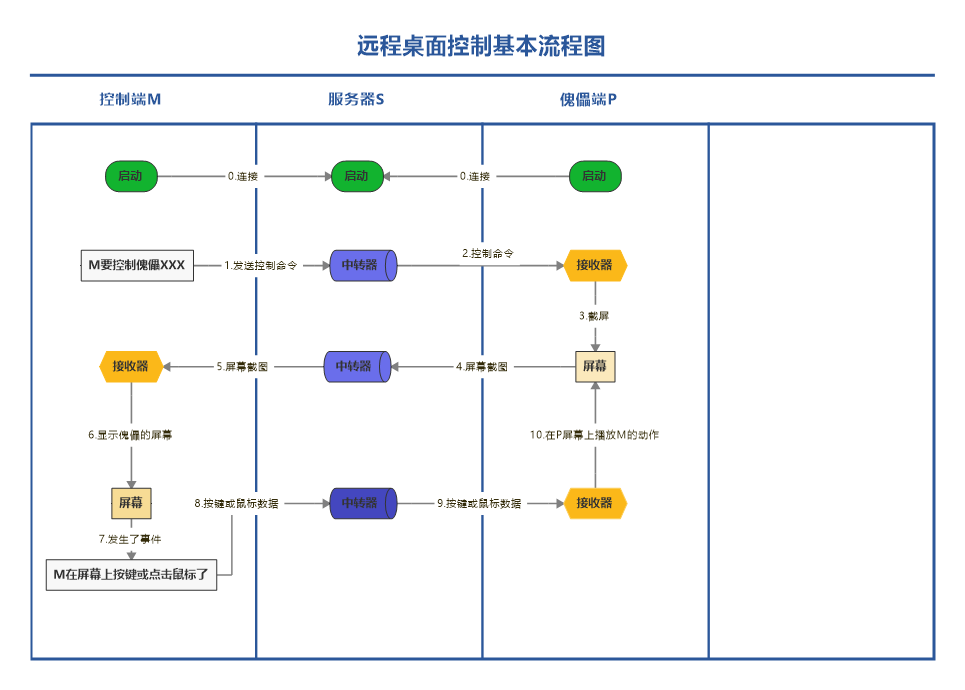 远程桌面控制基本流程图
控制端M
服务器S
傀儡端P
启动
0.连接
启动
0.连接
启动
M要控制傀儡XXX
1.发送控制命令
中转器
2.控制命令
接收器
3.截屏
接收器
5.屏幕截图
中转器
4.屏幕截图
屏幕
6.显示傀儡的屏幕
10.在P屏幕上播放M的动作
屏幕
8.按键或鼠标数据
中转器
9.按键或鼠标数据
接收器
7.发生了事件
M在屏幕上按键或点击鼠标了